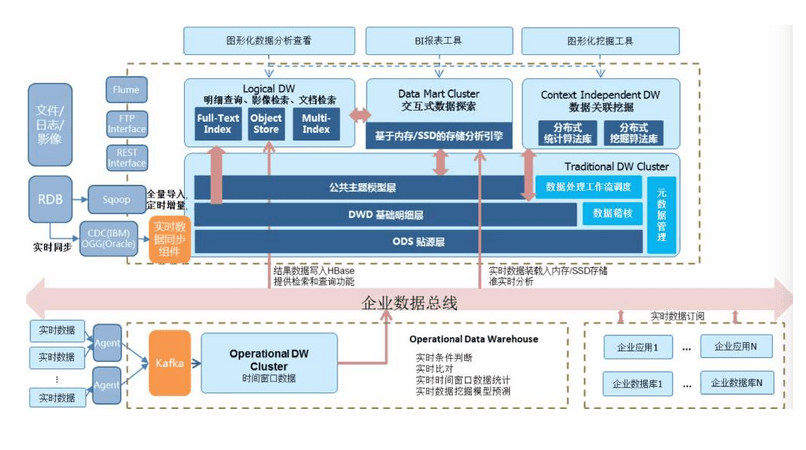 图形化数据分析查看
BI报表工具
图形化挖掘工具
文件/
日志/
影像
Flume
FTP
Interface
REST
Interface
Logical DW
明细查询、影像检索、文档检索
Full-Text
Index
Object
Store
Multi-
Index
Data Mart Cluster
交互式数据探索
基于内存/SSD的存储分析引擎
Context Independent DW
数据关联挖掘
分布式
统计算法库
分布式
挖掘算法库
Traditional DW Cluster
公共主题模型层
数据处理工作流调度
DWD 基础明细层
数据稽核
ODS 贴源层
元
数
据
管
理
RDB
Sqoop
全量导入,
定时增量,
实时同步
CDC(IBM)
OGG(Oracle)
实时数
据同步
组件
结果数据写入HBase
提供检索和查询功能
实时数据装载入内存/SSD存储
准实时分析
企业数据总线
实时数据
实时数据
⋮
实时数据
Agent
Agent
Kafka
Operational DW
Cluster
时间窗口数据
Operational Data Warehouse
实时条件判断
实时比对
实时时间窗口数据统计
实时数据挖掘模型预测
实时数据订阅
企业应用1
...
企业应用N
企业数据库1
...
企业数据库N